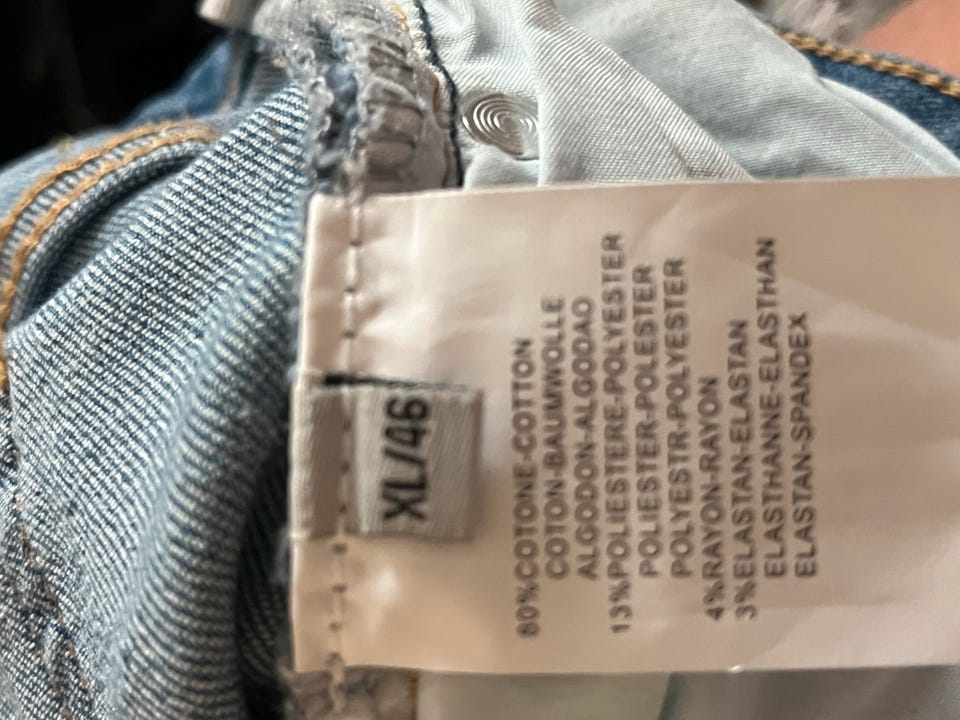 XL/46
80%COTONE-COTTON
COTON-BAUMWOLLE
ALGODON-ALGODAO
13%POLIESTERE-POLYESTER
POLIESTER-POLESTER
POLYESTR-POLYESTER
4%RAYON-RAYON
3%ELASTAN-ELASTAN
ELASTHANNE-ELASTHAN
ELASTAN-SPANDEX